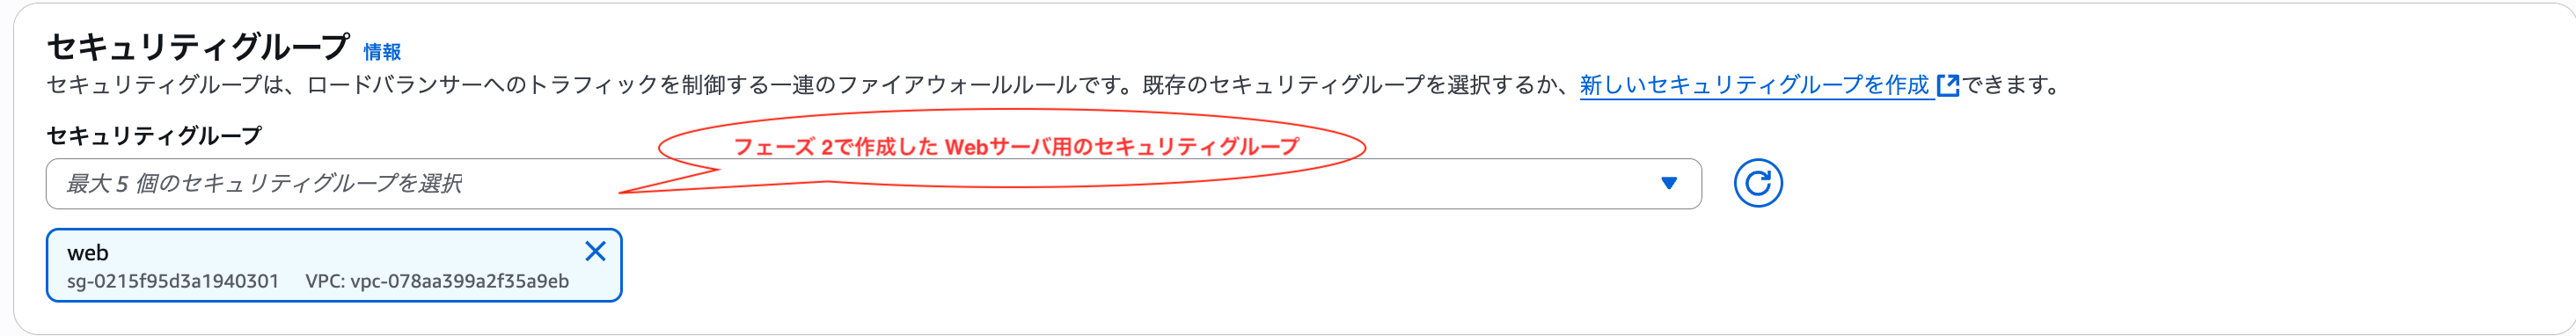 セキュリティグループ 情報
セキュリティグループは、ロードバランサーへのトラフィックを制御する一連のファイアウォールルールです。既存のセキュリティグループを選択するか、新しいセキュリティグループを作成できます。
セキュリティグループ
フェーズ 2で作成した Webサーバ用のセキュリティグループ
最大 5 個のセキュリティグループを選択
web
sg-0215f95d3a1940301 VPC: vpc-078aa399a2f35a9eb